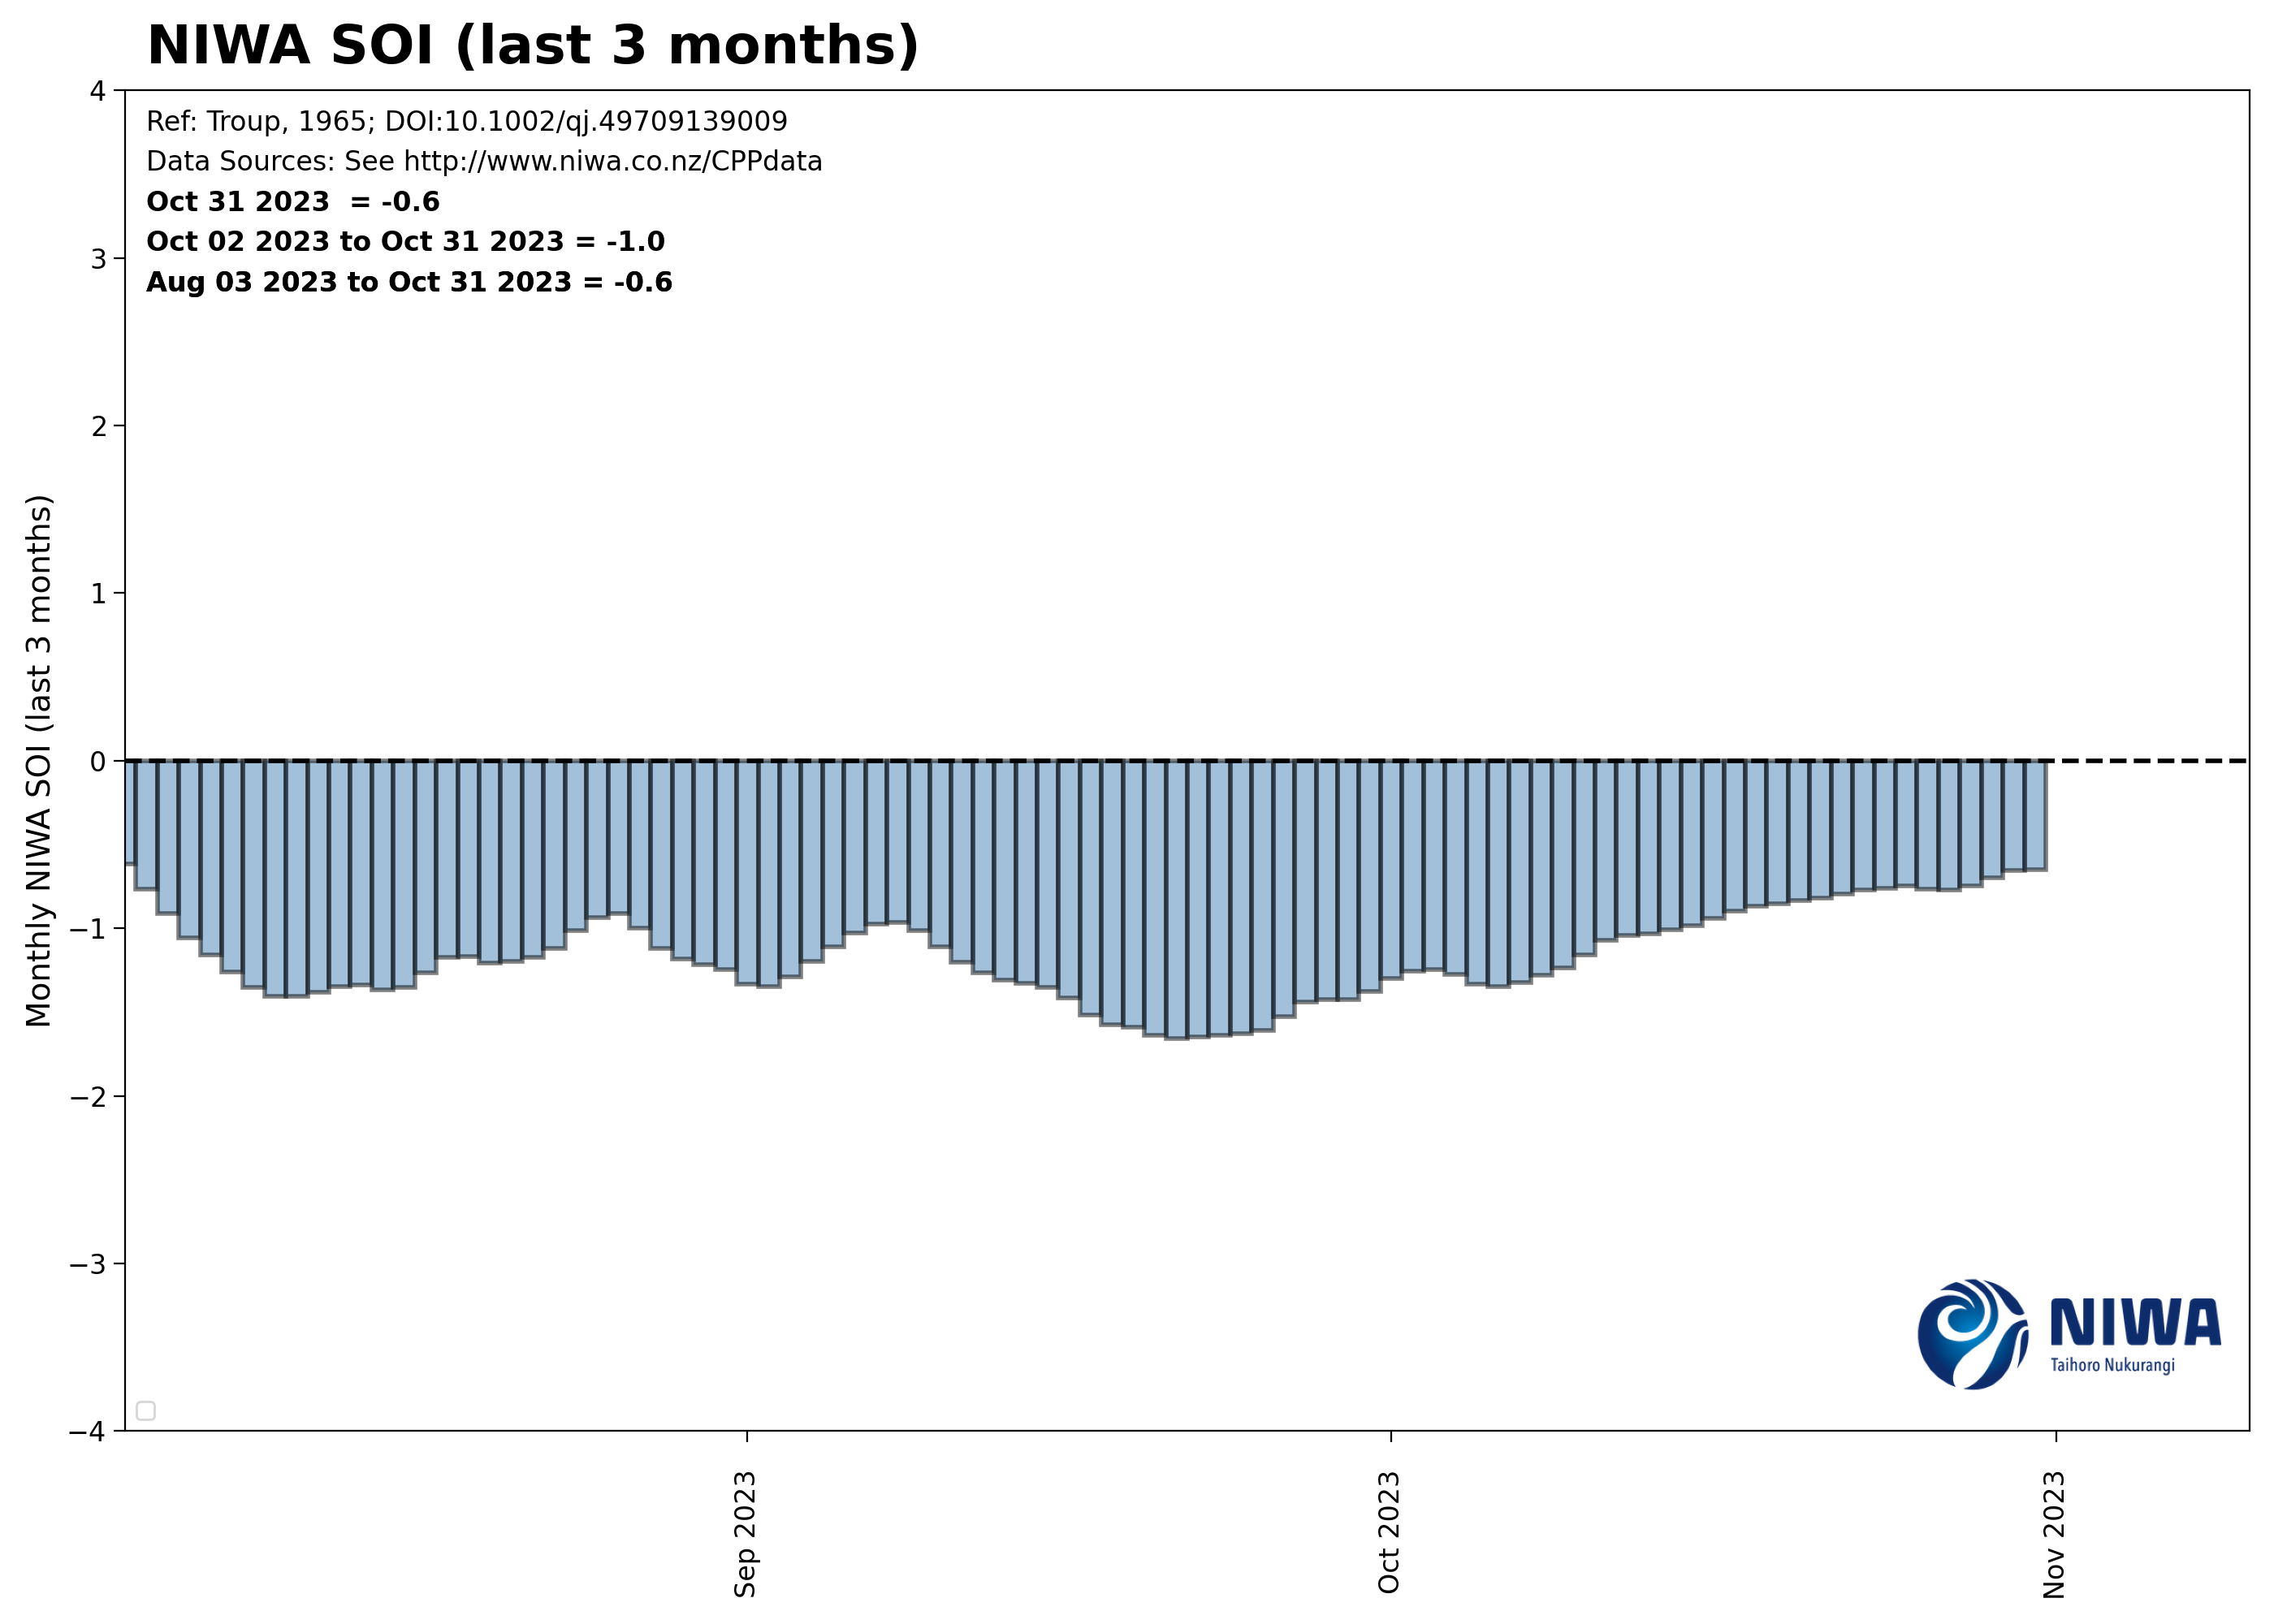 NIWA SOI (last 3 months)
Ref: Troup, 1965; DOI:10.1002/qj.49709139009
Data Sources: See http://www.niwa.co.nz/CPPdata
Oct 31 2023  = -0.6
Oct 02 2023 to Oct 31 2023 = -1.0
Aug 03 2023 to Oct 31 2023 = -0.6
Monthly NIWA SOI (last 3 months)
4
3
2
1
0
−1
−2
−3
−4
NIWA
Taihoro Nukurangi
Sep 2023
Oct 2023
Nov 2023